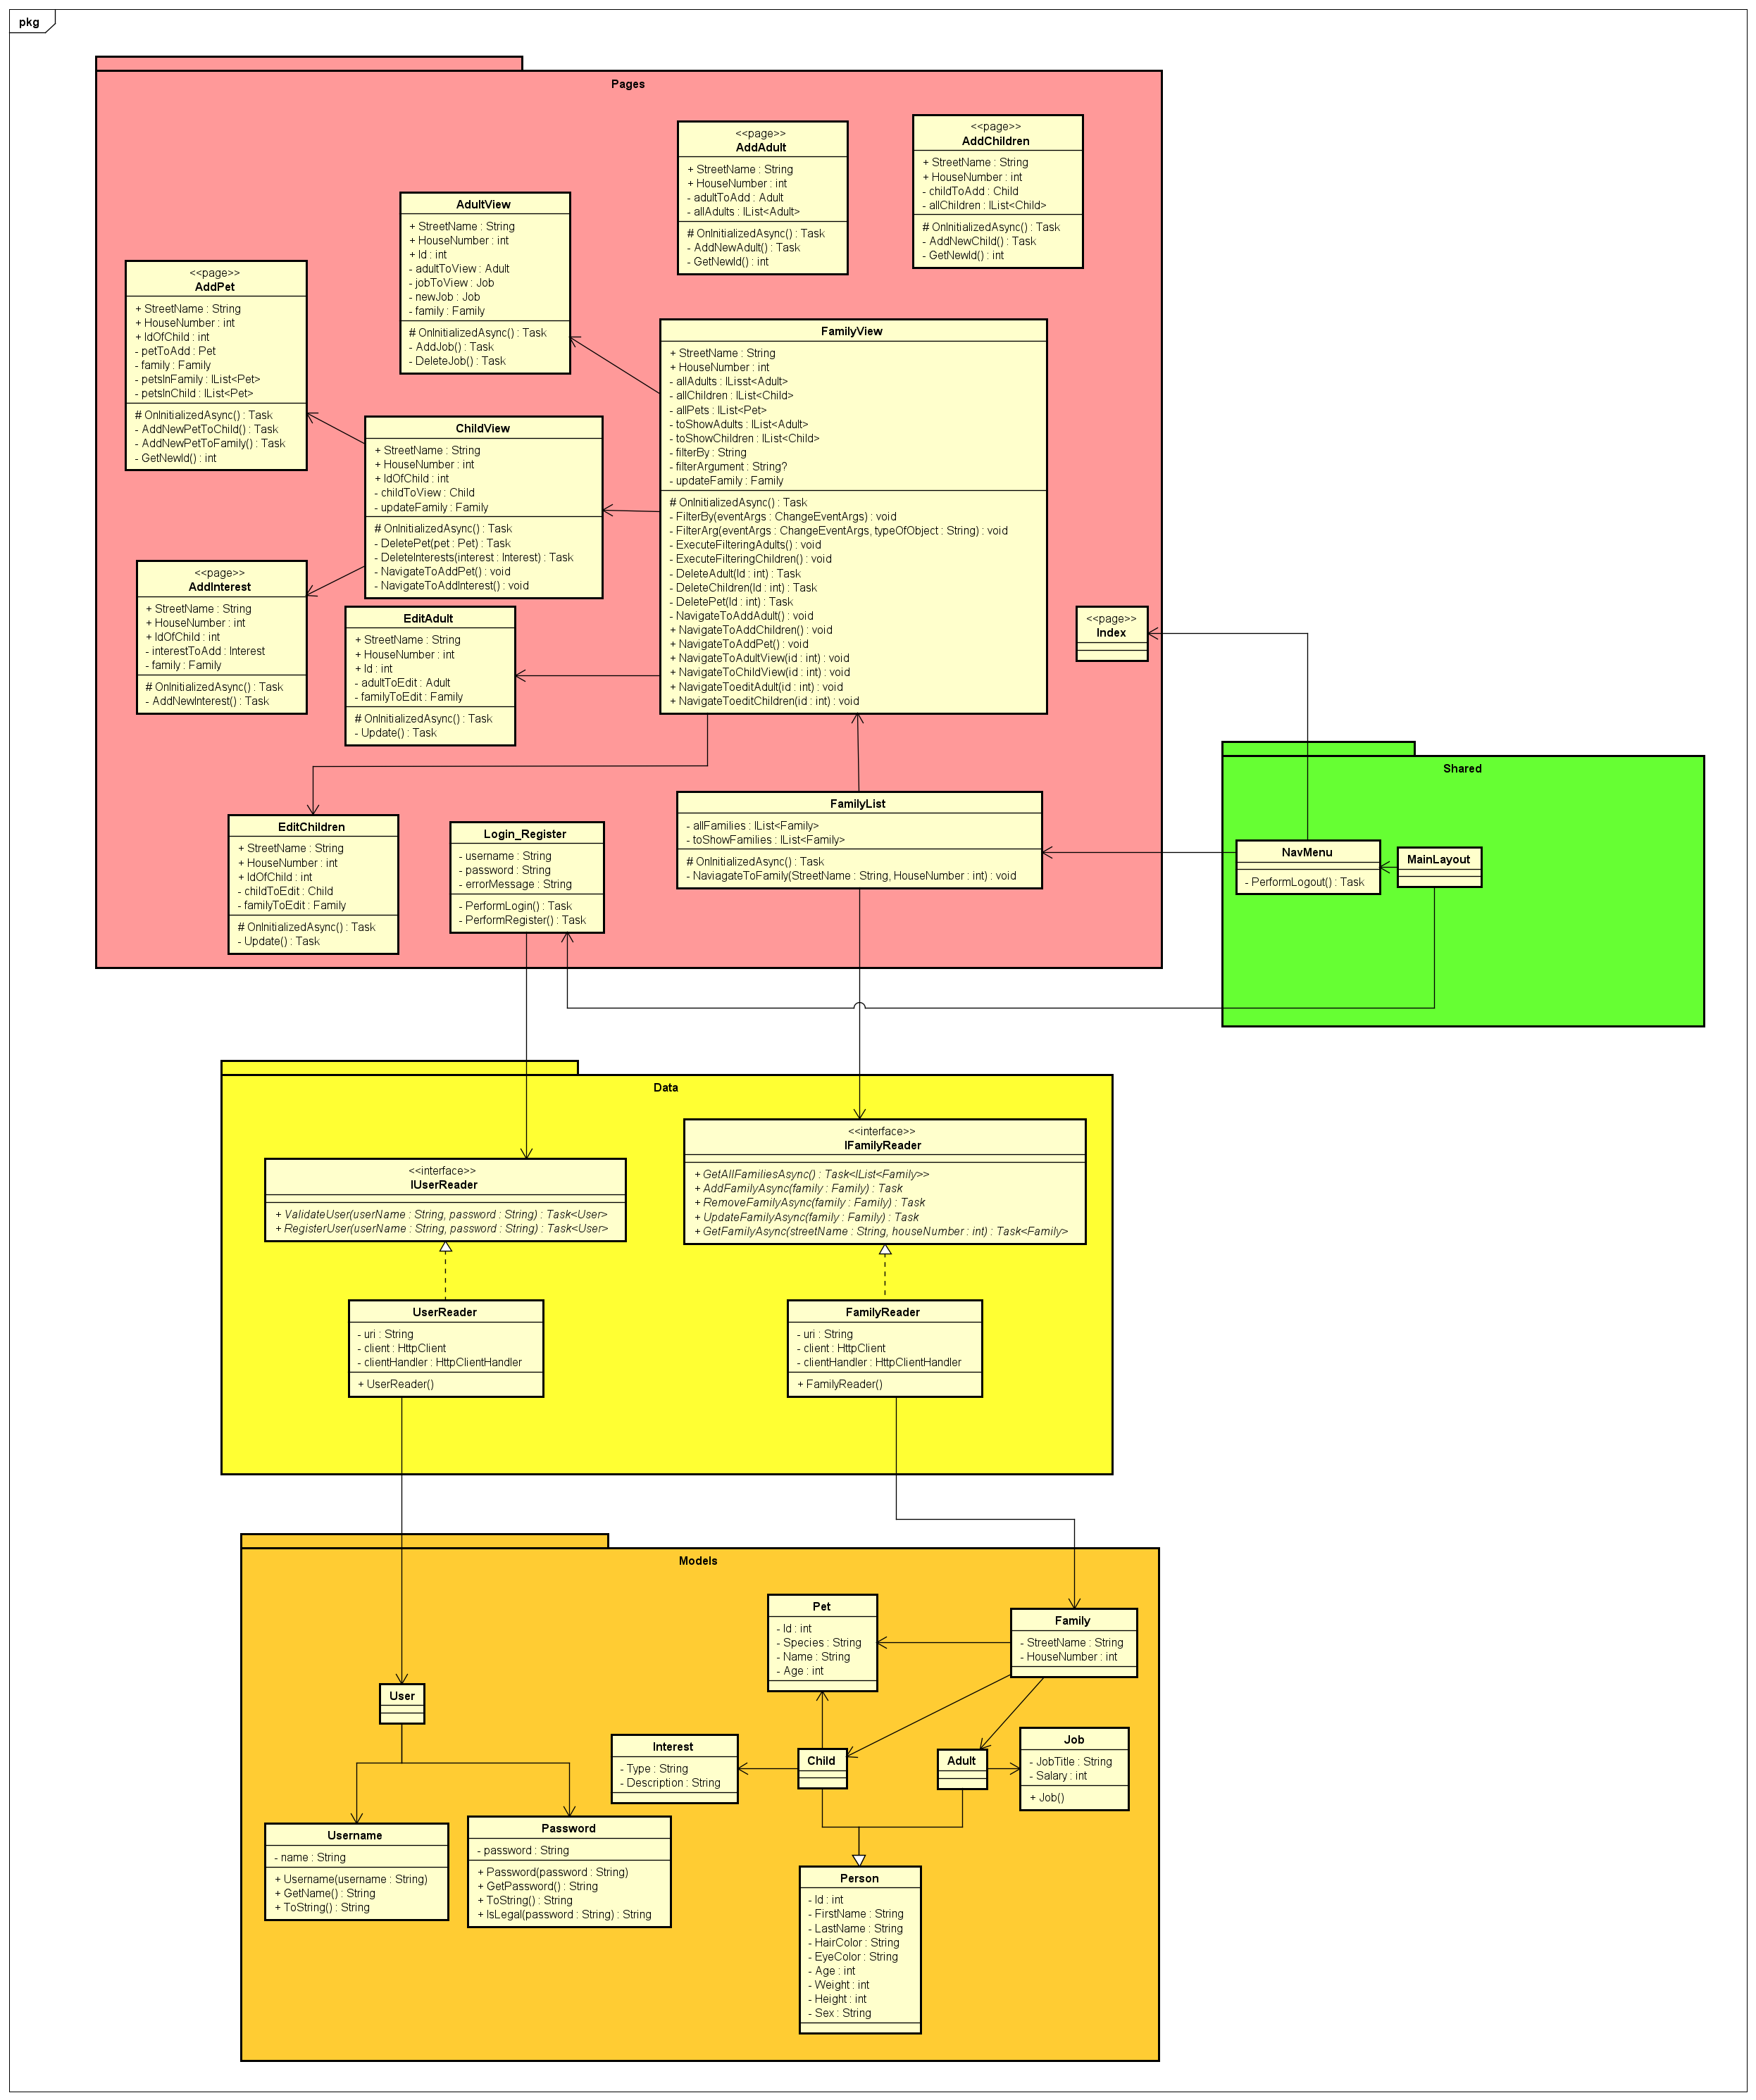 pkg
Pages
<<page>>
AddAdult
+ StreetName : String
+ HouseNumber : int
- adultToAdd : Adult
- allAdults : IList<Adult>
# OnInitializedAsync() : Task
- AddNewAdult() : Task
- GetNewId() : int
<<page>>
AddChildren
+ StreetName : String
+ HouseNumber : int
- childToAdd : Child
- allChildren : IList<Child>
# OnInitializedAsync() : Task
- AddNewChild() : Task
- GetNewId() : int
AdultView
+ StreetName : String
+ HouseNumber : int
+ Id : int
- adultToView : Adult
- jobToView : Job
- newJob : Job
- family : Family
# OnInitializedAsync() : Task
- AddJob() : Task
- DeleteJob() : Task
<<page>>
AddPet
+ StreetName : String
+ HouseNumber : int
+ IdOfChild : int
- petToAdd : Pet
- family : Family
- petsInFamily : IList<Pet>
- petsInChild : IList<Pet>
# OnInitializedAsync() : Task
- AddNewPetToChild() : Task
- AddNewPetToFamily() : Task
- GetNewId() : int
FamilyView
+ StreetName : String
+ HouseNumber : int
- allAdults : IListst<Adult>
- allChildren : IList<Child>
- allPets : IList<Pet>
- toShowAdults : IList<Adult>
- toShowChildren : IList<Child>
- filterBy : String
- filterArgument : String?
- updateFamily : Family
# OnInitializedAsync() : Task
- FilterBy(eventArgs : ChangeEventArgs) : void
- FilterArg(eventArgs : ChangeEventArgs, typeOfObject : String) : void
- ExecuteFilteringAdults() : void
- ExecuteFilteringChildren() : void
- DeleteAdult(Id : int) : Task
- DeleteChildren(Id : int) : Task
- DeletePet(Id : int) : Task
- NavigateToAddAdult() : void
+ NavigateToAddChildren() : void
+ NavigateToAddPet() : void
+ NavigateToAdultView(id : int) : void
+ NavigateToChildView(id : int) : void
+ NavigateToeditAdult(id : int) : void
+ NavigateToeditChildren(id : int) : void
ChildView
+ StreetName : String
+ HouseNumber : int
+ IdOfChild : int
- childToView : Child
- updateFamily : Family
# OnInitializedAsync() : Task
- DeletePet(pet : Pet) : Task
- DeleteInterests(interest : Interest) : Task
- NavigateToAddPet() : void
- NavigateToAddInterest() : void
<<page>>
AddInterest
+ StreetName : String
+ HouseNumber : int
+ IdOfChild : int
- interestToAdd : Interest
- family : Family
# OnInitializedAsync() : Task
- AddNewInterest() : Task
EditAdult
+ StreetName : String
+ HouseNumber : int
+ Id : int
- adultToEdit : Adult
- familyToEdit : Family
# OnInitializedAsync() : Task
- Update() : Task
<<page>>
Index
Shared
NavMenu
- PerformLogout() : Task
MainLayout
FamilyList
- allFamilies : IList<Family>
- toShowFamilies : IList<Family>
# OnInitializedAsync() : Task
- NaviagateToFamily(StreetName : String, HouseNumber : int) : void
EditChildren
+ StreetName : String
+ HouseNumber : int
+ IdOfChild : int
- childToEdit : Child
- familyToEdit : Family
# OnInitializedAsync() : Task
- Update() : Task
Login_Register
- username : String
- password : String
- errorMessage : String
- PerformLogin() : Task
- PerformRegister() : Task
Data
<<interface>>
IUserReader
+ ValidateUser(userName : String, password : String) : Task<User>
+ RegisterUser(userName : String, password : String) : Task<User>
<<interface>>
IFamilyReader
+ GetAllFamiliesAsync() : Task<IList<Family>>
+ AddFamilyAsync(family : Family) : Task
+ RemoveFamilyAsync(family : Family) : Task
+ UpdateFamilyAsync(family : Family) : Task
+ GetFamilyAsync(streetName : String, houseNumber : int) : Task<Family>
UserReader
- uri : String
- client : HttpClient
- clientHandler : HttpClientHandler
+ UserReader()
FamilyReader
- uri : String
- client : HttpClient
- clientHandler : HttpClientHandler
+ FamilyReader()
Models
Pet
- Id : int
- Species : String
- Name : String
- Age : int
Family
- StreetName : String
- HouseNumber : int
User
Interest
- Type : String
- Description : String
Child
Adult
Job
- JobTitle : String
- Salary : int
+ Job()
Username
- name : String
+ Username(username : String)
+ GetName() : String
+ ToString() : String
Password
- password : String
+ Password(password : String)
+ GetPassword() : String
+ ToString() : String
+ IsLegal(password : String) : String
Person
- Id : int
- FirstName : String
- LastName : String
- HairColor : String
- EyeColor : String
- Age : int
- Weight : int
- Height : int
- Sex : String